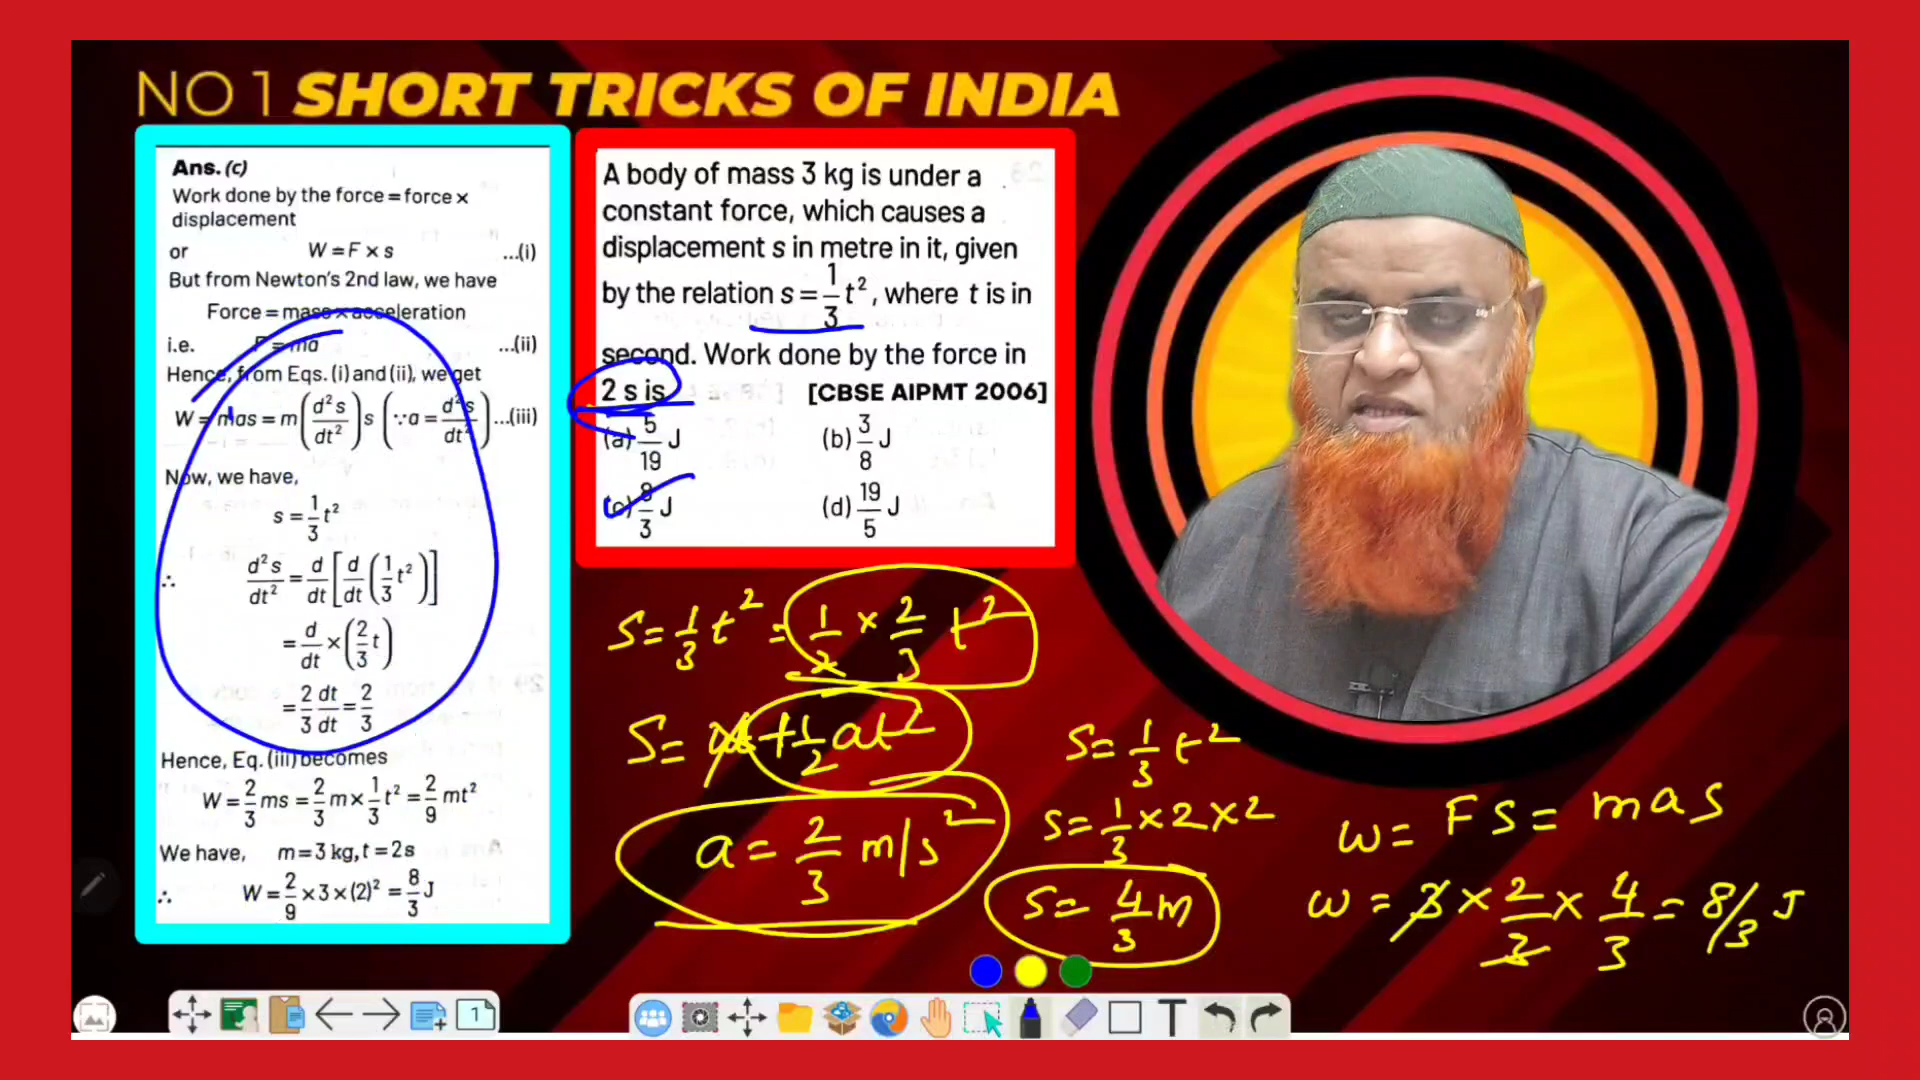 NO 1 SHORT TRICKS OF INDIA
Ans. (c)
Work done by the force = force ×
displacement
or W = F × s ...(i)
But from Newton's 2nd law, we have
Force = mass × acceleration
i.e. F = ma ...(ii)
Hence, from Eqs. (i) and (ii), we get
W = mas = m(d²s/dt²)s (∵a = d²s/dt²) ...(iii)
Now, we have,
s = 1/3 t²
∴ d²s/dt² = d/dt [d/dt (1/3 t²)]
= d/dt × (2/3 t)
= 2/3 dt/dt = 2/3
Hence, Eq. (iii) becomes
W = 2/3 ms = 2/3 m × 1/3 t² = 2/9 mt²
We have, m = 3 kg, t = 2s
∴ W = 2/9 × 3 × (2)² = 8/3 J
A body of mass 3 kg is under a
constant force, which causes a
displacement s in metre in it, given
by the relation s = 1/3 t², where t is in
second. Work done by the force in
2 s is [CBSE AIPMT 2006]
(a) 5/19 J (b) 3/8 J
(c) 8/3 J (d) 19/5 J
S = 1/3 t² = 1/2 × 2/3 t²
S = ut + 1/2 at²
a = 2/3 m/s²
S = 1/3 t²
S = 1/3 × 2 × 2
S = 4/3 m
W = FS = mas
W = 3 × 2/3 × 4/3 = 8/3 J
1
T